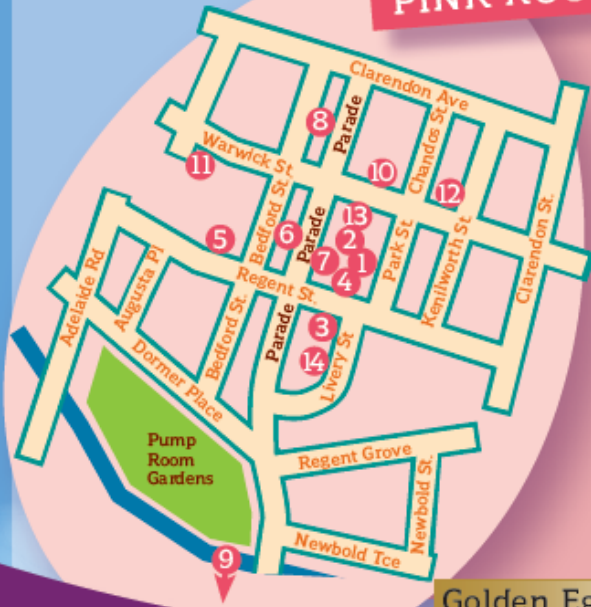 PINK
Clarendon Ave
Parade
8
Chandos St.
Warwick St.
11
10
12
Bedford St.
Parade
13
6
2
5
7
1
4
Park St.
Kenilworth St.
Clarendon St.
Regent St.
Adelaide Rd
Augusta Pl
Bedford St.
Parade
3
14
Livery St
Dormer Place
Pump
Room
Gardens
Regent Grove
Newbold St.
Newbold Tce
9
Golden Eg